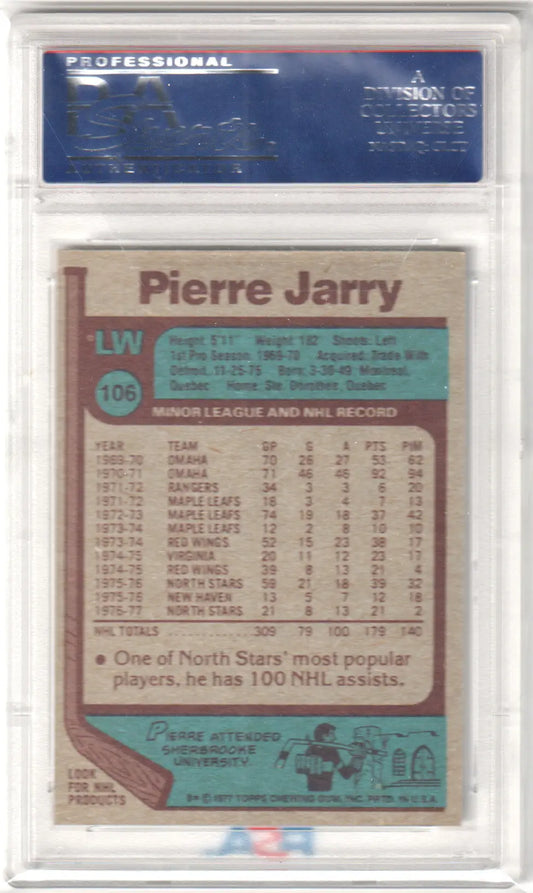 PROFESSIONAL
A
DIVISION OF
COLLECTORS
UNIVERSE
NASDAQ: CLCT
Pierre Jarry
LW
106
Height: 5'11" Weight: 182 Shoots: Left
1st Pro Season: 1969-70 Acquired: Trade With
Detroit, 11-25-75 Born: 3-30-49, Montreal,
Quebec Home: Ste. Dorothee, Quebec
MINOR LEAGUE AND NHL RECORD
YEAR TEAM GP G A PTS PIM
1969-70 OMAHA 70 26 27 53 62
1970-71 OMAHA 71 46 46 92 94
1971-72 RANGERS 34 3 3 6 20
1971-72 MAPLE LEAFS 18 3 4 7 13
1972-73 MAPLE LEAFS 74 19 18 37 42
1973-74 MAPLE LEAFS 12 2 8 10 10
1973-74 RED WINGS 52 15 23 38 17
1974-75 VIRGINIA 20 11 12 23 17
1974-75 RED WINGS 39 8 13 21 4
1975-76 NORTH STARS 59 21 18 39 32
1975-76 NEW HAVEN 13 5 7 12 18
1976-77 NORTH STARS 21 8 13 21 2
NHL TOTALS ............ 309 79 100 179 140
• One of North Stars' most popular
players, he has 100 NHL assists.
PIERRE ATTENDED
SHERBROOKE
UNIVERSITY.
LOOK
FOR NHL
PRODUCTS
© 1977 TOPPS CHEWING GUM, INC. PRTD. IN U.S.A.